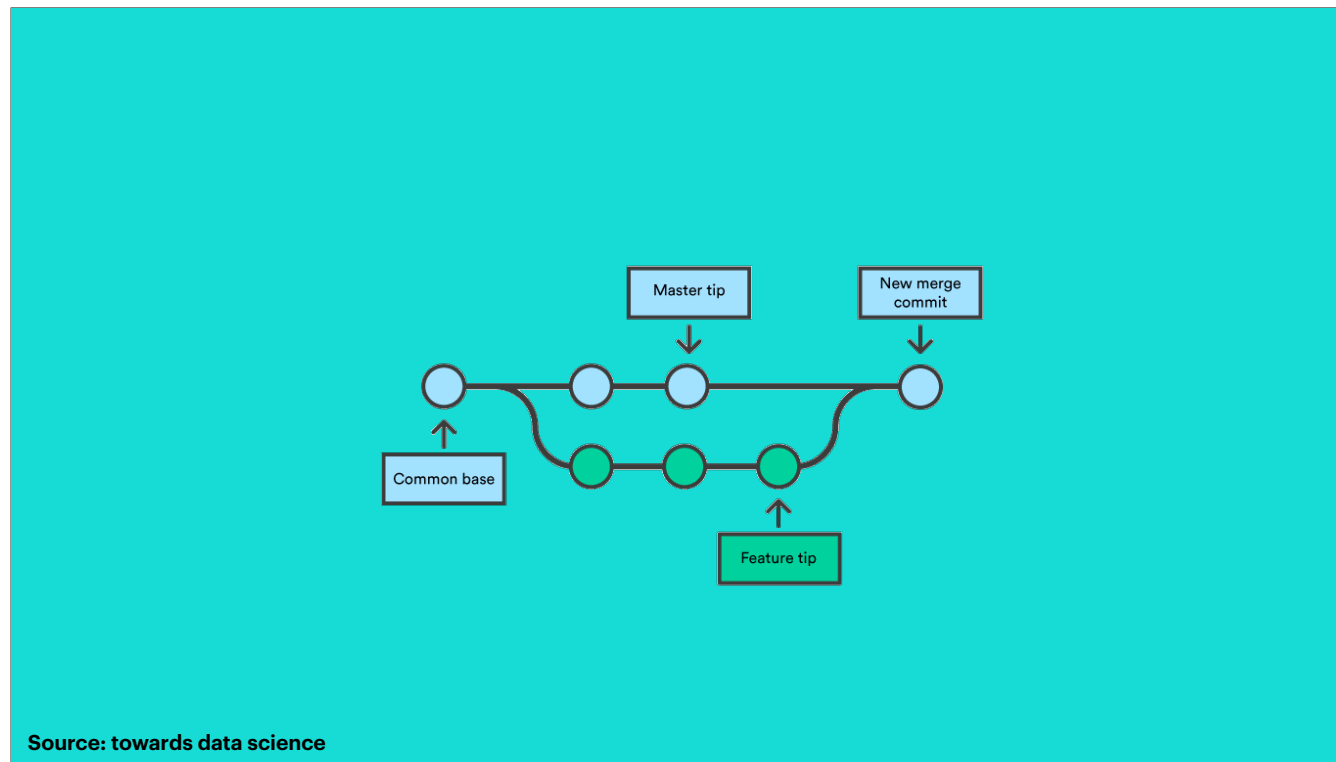 Master tip
New merge
commit
Common base
Feature tip
Source: towards data science